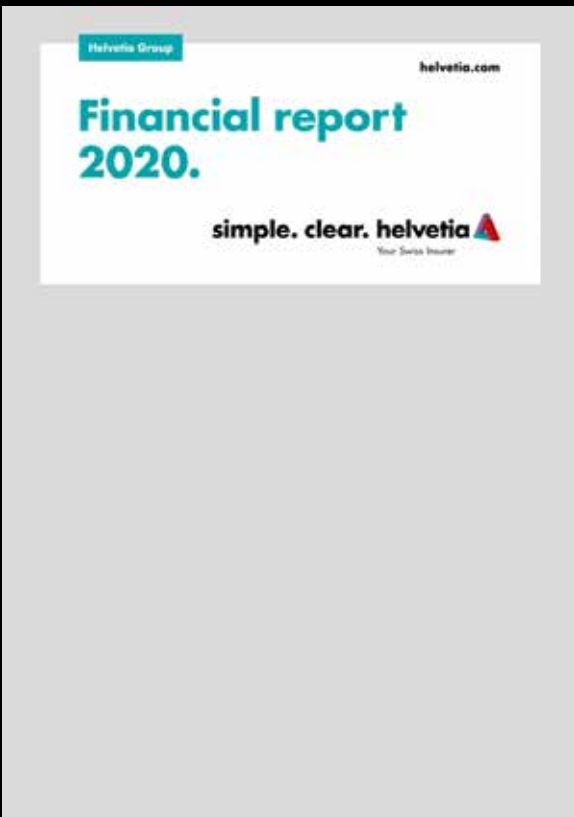 Helvetia Group
helvetia.com
Financial report
2020.
simple. clear. helvetia
Your Swiss Insurer